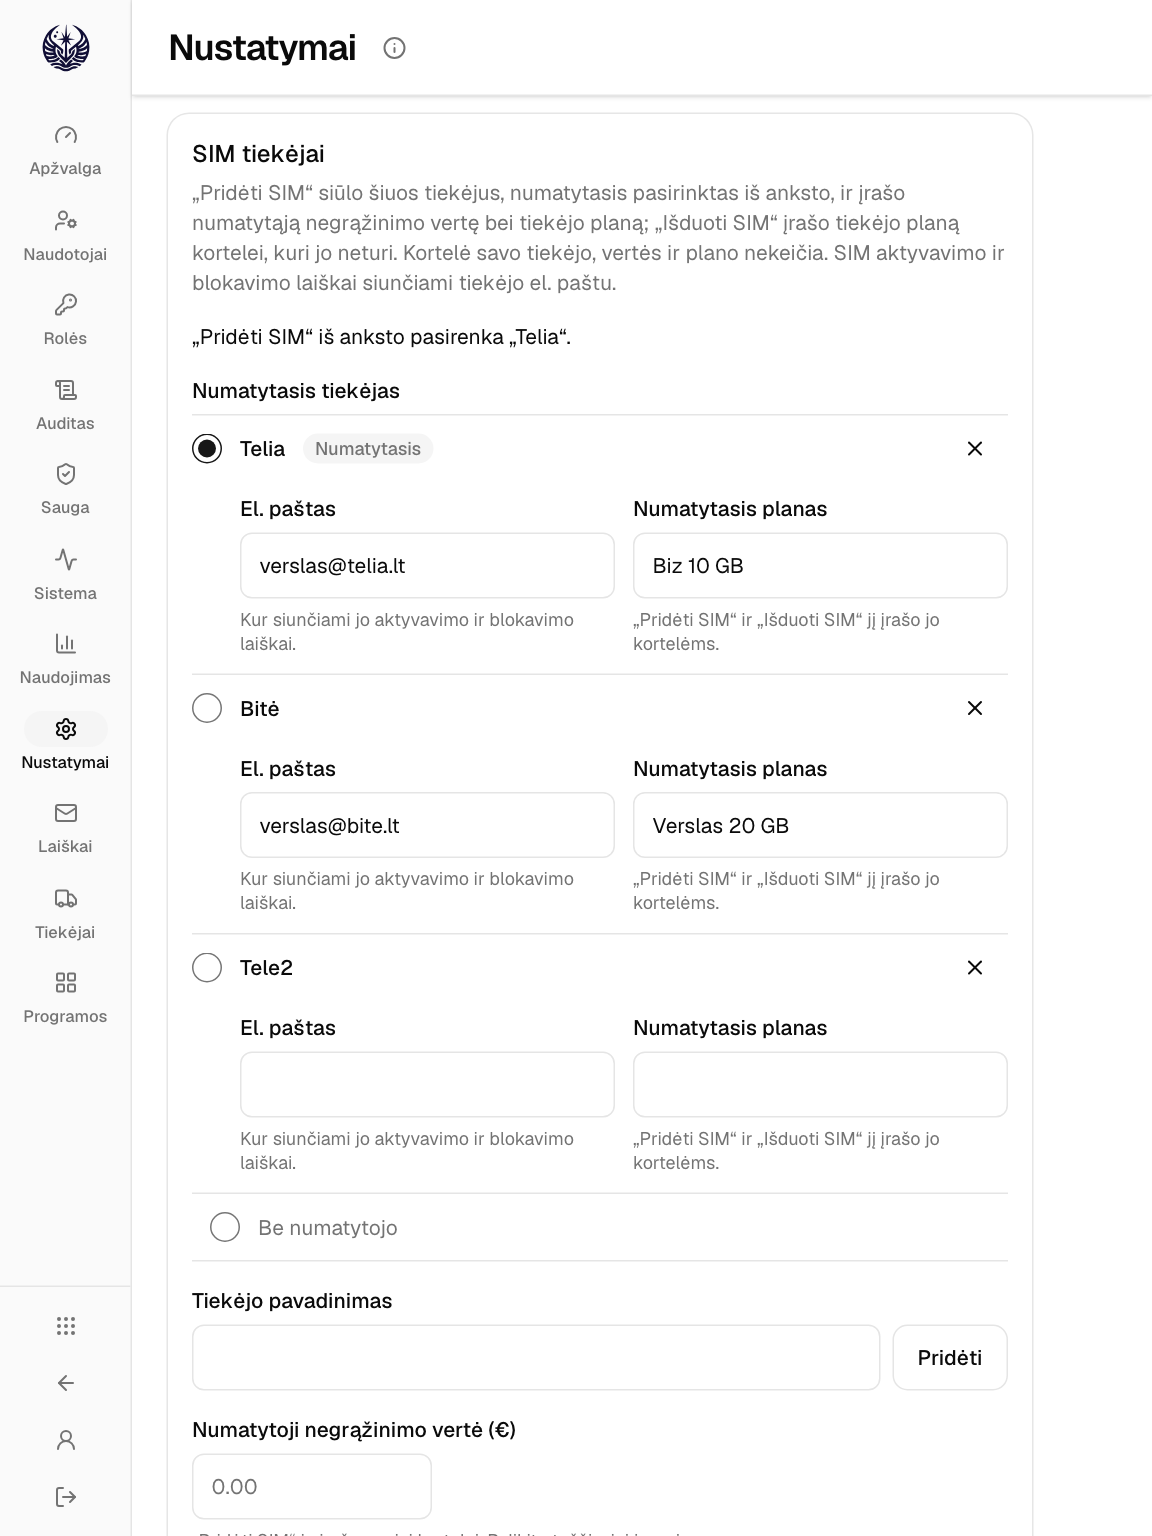 Nustatymai
Apžvalga
Naudotojai
Rolės
Auditas
Sauga
Sistema
Naudojimas
Nustatymai
Laiškai
Tiekėjai
Programos
SIM tiekėjai
„Pridėti SIM“ siūlo šiuos tiekėjus, numatytasis pasirinktas iš anksto, ir įrašo
numatytąją negrąžinimo vertę bei tiekėjo planą; „Išduoti SIM“ įrašo tiekėjo planą
kortelei, kuri jo neturi. Kortelė savo tiekėjo, vertės ir plano nekeičia. SIM aktyvavimo ir
blokavimo laiškai siunčiami tiekėjo el. paštu.
„Pridėti SIM“ iš anksto pasirenka „Telia“.
Numatytasis tiekėjas
Telia Numatytasis
El. paštas Numatytasis planas
verslas@telia.lt Biz 10 GB
Kur siunčiami jo aktyvavimo ir blokavimo „Pridėti SIM“ ir „Išduoti SIM“ jį įrašo jo
laiškai. kortelėms.
Bitė
El. paštas Numatytasis planas
verslas@bite.lt Verslas 20 GB
Kur siunčiami jo aktyvavimo ir blokavimo „Pridėti SIM“ ir „Išduoti SIM“ jį įrašo jo
laiškai. kortelėms.
Tele2
El. paštas Numatytasis planas
Kur siunčiami jo aktyvavimo ir blokavimo „Pridėti SIM“ ir „Išduoti SIM“ jį įrašo jo
laiškai. kortelėms.
Be numatytojo
Tiekėjo pavadinimas
Pridėti
Numatytoji negrąžinimo vertė (€)
0.00